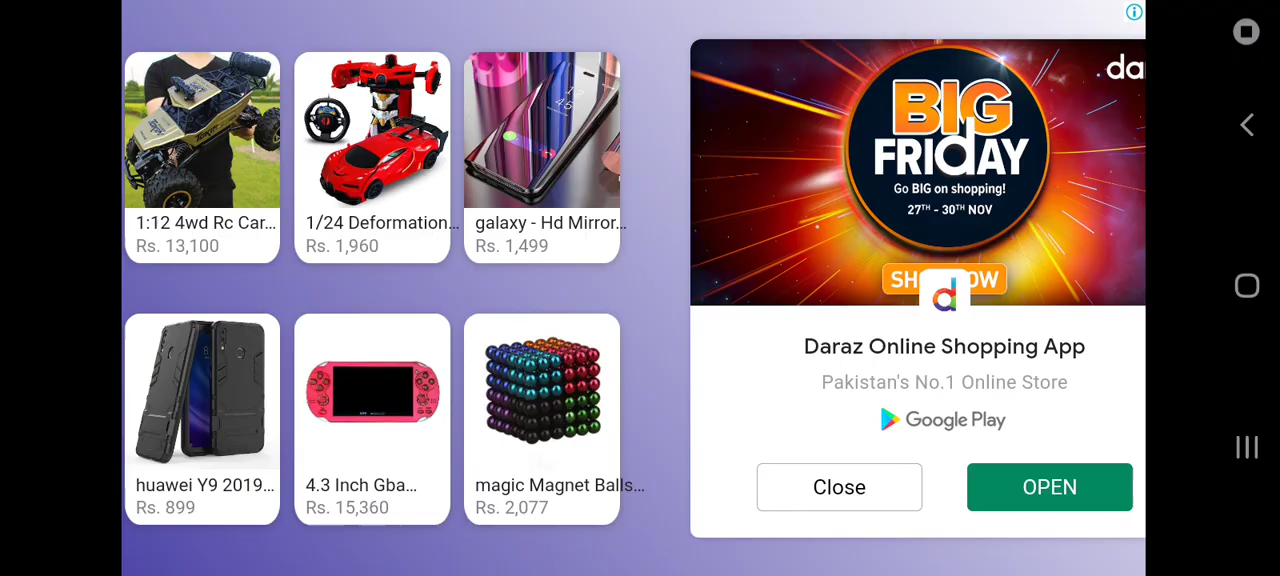 1:12 4wd Rc Car...
Rs. 13,100
1/24 Deformation...
Rs. 1,960
galaxy - Hd Mirror...
Rs. 1,499
huawei Y9 2019...
Rs. 899
4.3 Inch Gba...
Rs. 15,360
magic Magnet Balls...
Rs. 2,077
da
BIG
FRIDAY
Go BIG on shopping!
27TH - 30TH NOV
Daraz Online Shopping App
Pakistan's No.1 Online Store
Google Play
Close
OPEN